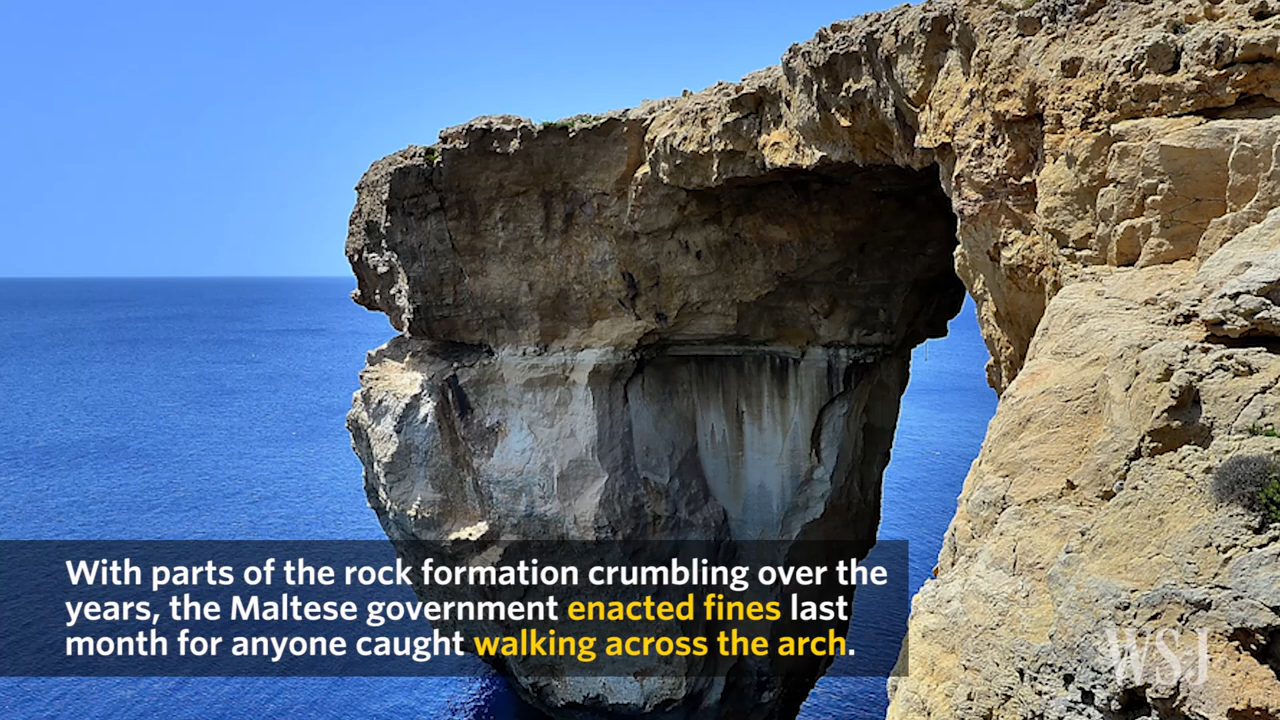 With parts of the rock formation crumbling over the
years, the Maltese government enacted fines last
month for anyone caught walking across the arch.
WSJ